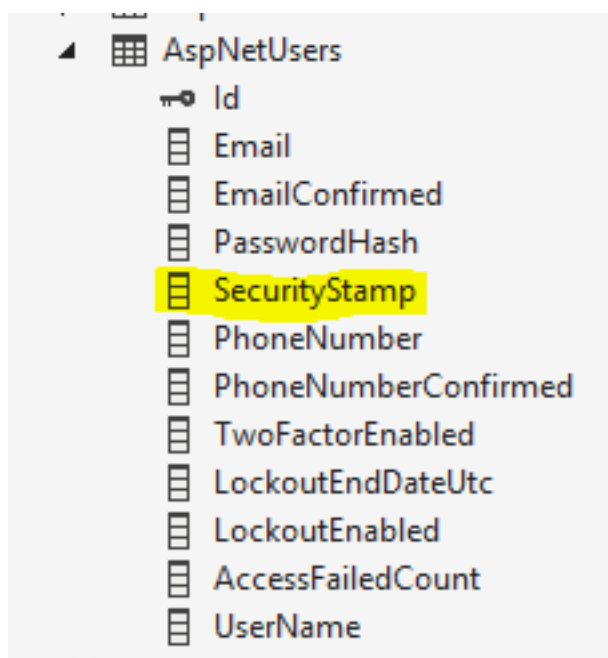 AspNetUsers
Id
Email
EmailConfirmed
PasswordHash
SecurityStamp
PhoneNumber
PhoneNumberConfirmed
TwoFactorEnabled
LockoutEndDateUtc
LockoutEnabled
AccessFailedCount
UserName